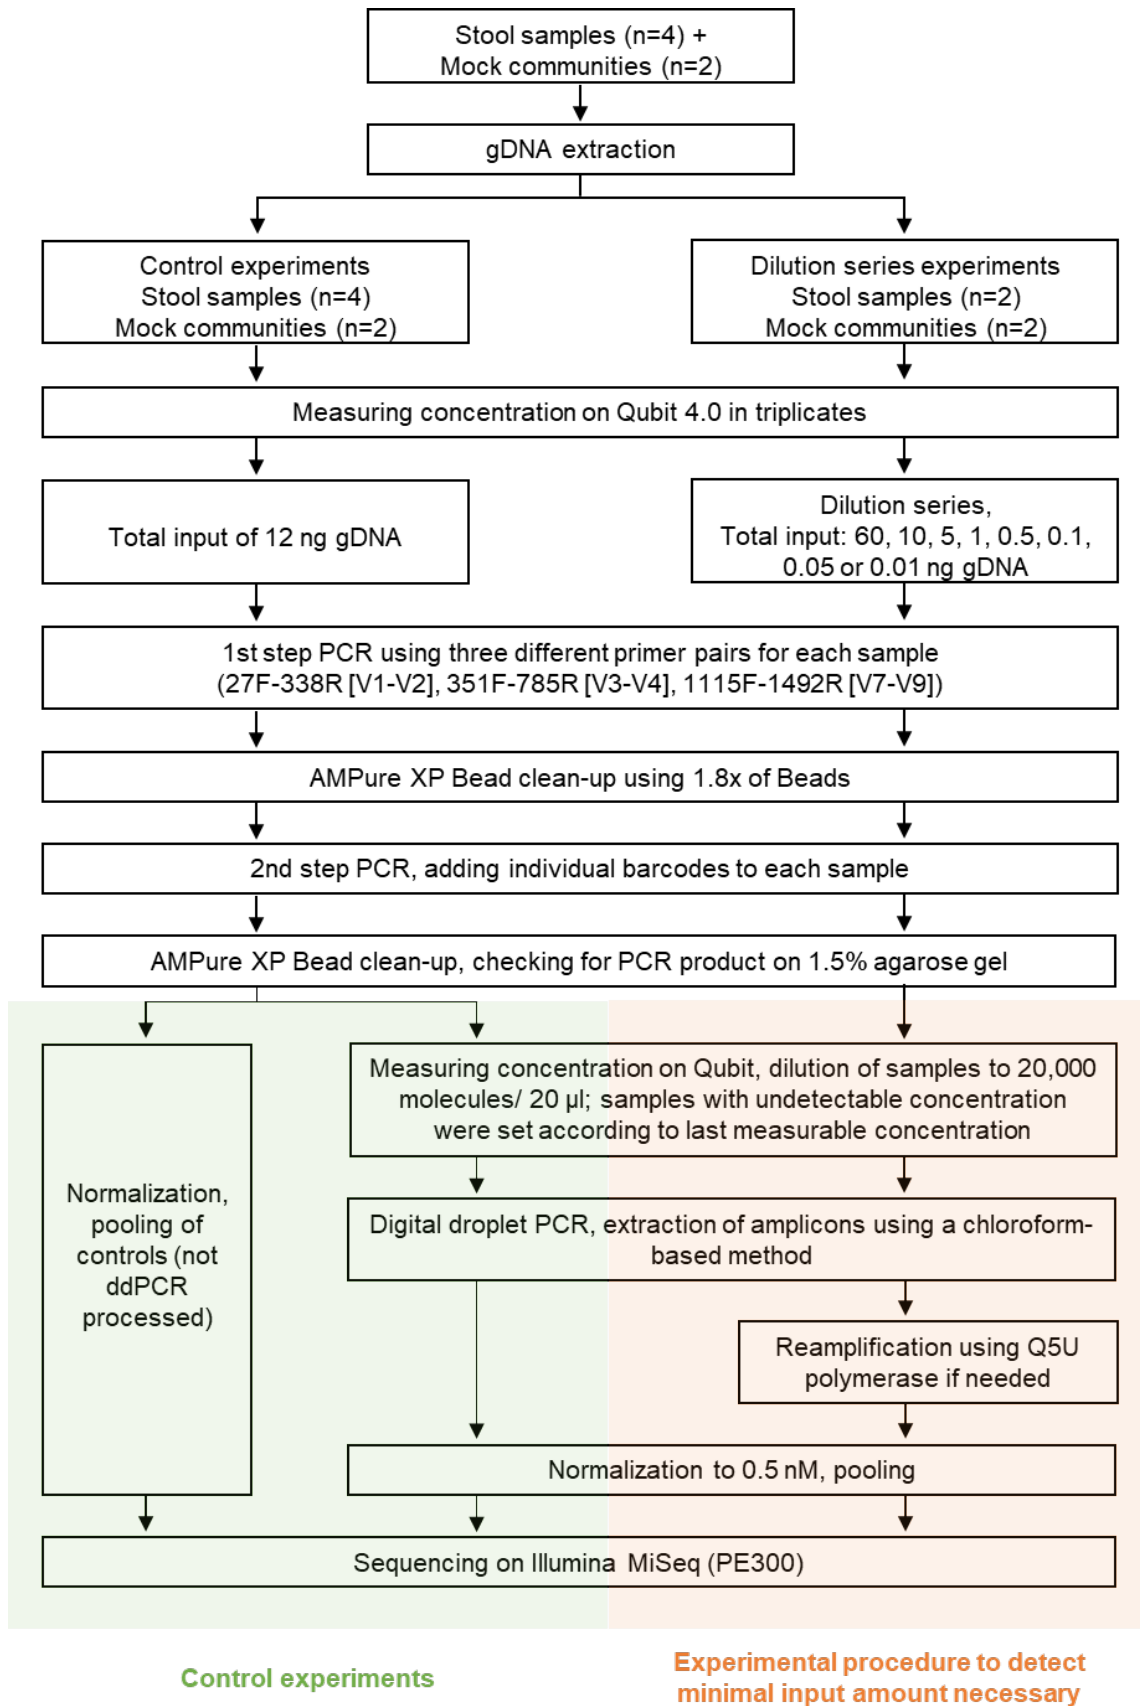 Stool samples (n=4) +
Mock communities (n=2)
gDNA extraction
Control experiments
Stool samples (n=4)
Mock communities (n=2)
Dilution series experiments
Stool samples (n=2)
Mock communities (n=2)
Measuring concentration on Qubit 4.0 in triplicates
Total input of 12 ng gDNA
Dilution series,
Total input: 60, 10, 5, 1, 0.5, 0.1,
0.05 or 0.01 ng gDNA
1st step PCR using three different primer pairs for each sample
(27F-338R [V1-V2], 351F-785R [V3-V4], 1115F-1492R [V7-V9])
AMPure XP Bead clean-up using 1.8x of Beads
2nd step PCR, adding individual barcodes to each sample
AMPure XP Bead clean-up, checking for PCR product on 1.5% agarose gel
Normalization,
pooling of
controls (not
ddPCR
processed)
Measuring concentration on Qubit, dilution of samples to 20,000
molecules/ 20 µl; samples with undetectable concentration
were set according to last measurable concentration
Digital droplet PCR, extraction of amplicons using a chloroform-
based method
Reamplification using Q5U
polymerase if needed
Normalization to 0.5 nM, pooling
Sequencing on Illumina MiSeq (PE300)
Control experiments
Experimental procedure to detect
minimal input amount necessary